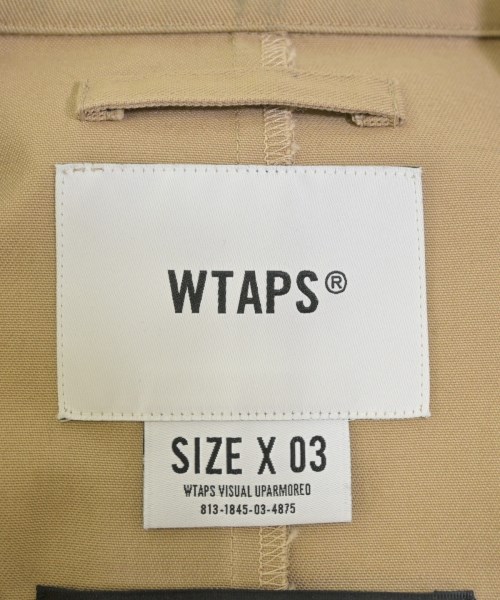 WTAPS®
SIZE X 03
WTAPS VISUAL UPARMORED
813-1845-03-4875